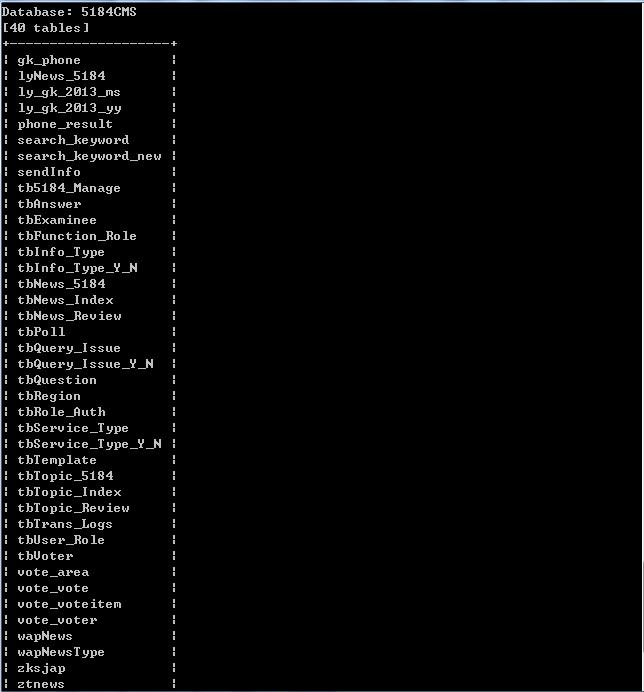 Database: 5184CMS
[40 tables]
+---------------------+
| gk_phone |
| lyNews_5184 |
| ly_gk_2013_ms |
| ly_gk_2013_yy |
| phone_result |
| search_keyword |
| search_keyword_new |
| sendInfo |
| tb5184_Manage |
| tbAnswer |
| tbExaminee |
| tbFunction_Role |
| tbInfo_Type |
| tbInfo_Type_Y_N |
| tbNews_5184 |
| tbNews_Index |
| tbNews_Review |
| tbPoll |
| tbQuery_Issue |
| tbQuery_Issue_Y_N |
| tbQuestion |
| tbRegion |
| tbRole_Auth |
| tbService_Type |
| tbService_Type_Y_N |
| tbTemplate |
| tbTopic_5184 |
| tbTopic_Index |
| tbTopic_Review |
| tbTrans_Logs |
| tbUser_Role |
| tbVoter |
| vote_area |
| vote_vote |
| vote_voteitem |
| vote_voter |
| wapNews |
| wapNewsType |
| zksjap |
| ztnews |